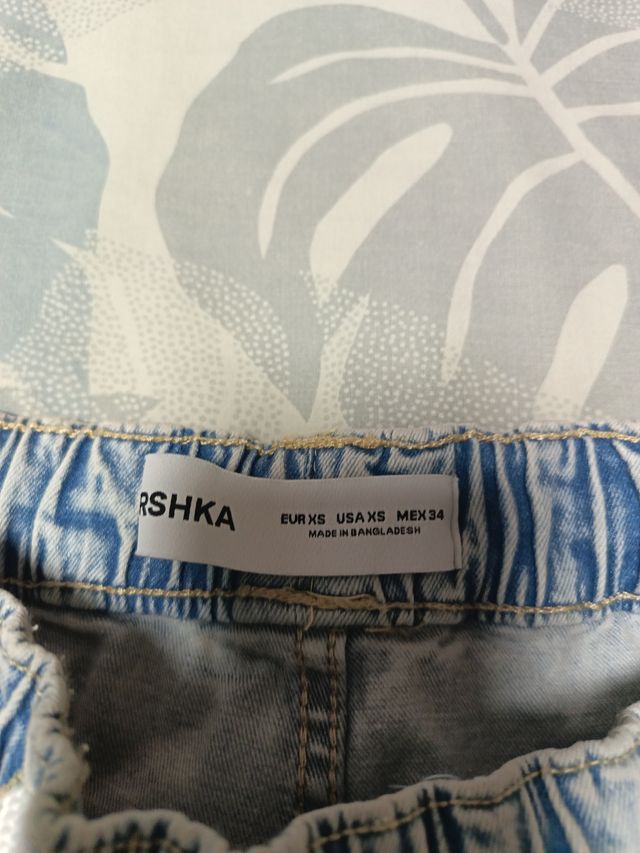 RSHKA
EUR XS USA XS MEX 34
MADE IN BANGLADESH